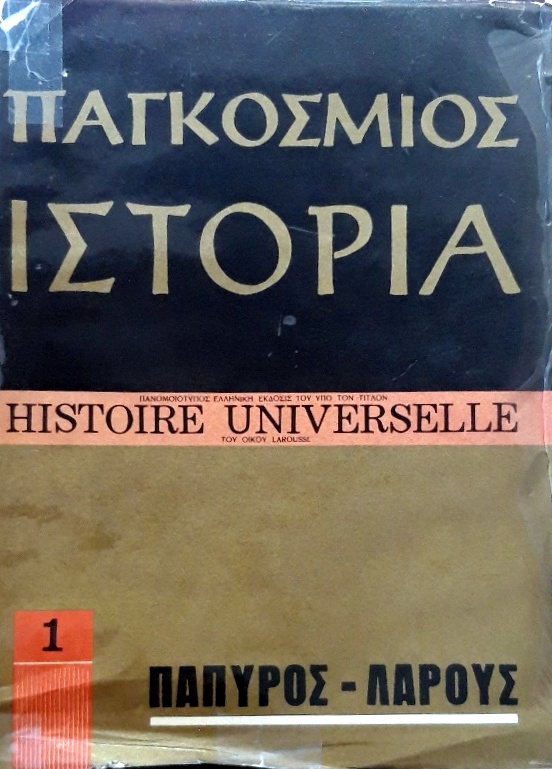 ΠΑΓΚΟΣΜΙΟΣ
ΙΣΤΟΡΙΑ
ΠΑΝΟΜΟΙΟΤΥΠΟΣ ΕΛΛΗΝΙΚΗ ΕΚΔΟΣΙΣ ΤΟΥ ΥΠΟ ΤΟΝ ΤΙΤΛΟΝ
HISTOIRE UNIVERSELLE
ΤΟΥ ΟΙΚΟΥ LAROUSSE
1
ΠΑΠΥΡΟΣ - ΛΑΡΟΥΣ